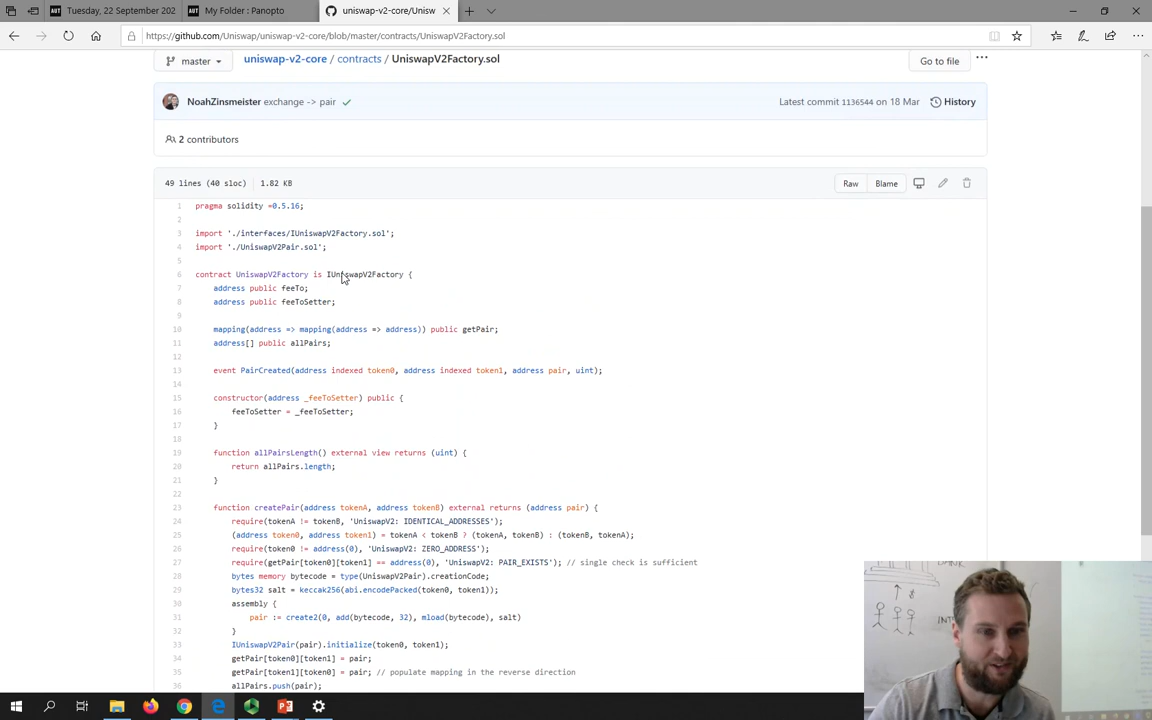 Tuesday, 22 September 202
My Folder : Panopto
uniswap-v2-core/Unisw
https://github.com/Uniswap/uniswap-v2-core/blob/master/contracts/UniswapV2Factory.sol
master
uniswap-v2-core / contracts / UniswapV2Factory.sol
Go to file
NoahZinsmeister exchange -> pair
Latest commit 1136544 on 18 Mar
History
2 contributors
49 lines (40 sloc) 1.82 KB
Raw
Blame
1 pragma solidity =0.5.16;
2
3 import './interfaces/IUniswapV2Factory.sol';
4 import './UniswapV2Pair.sol';
5
6 contract UniswapV2Factory is IUniswapV2Factory {
7 address public feeTo;
8 address public feeToSetter;
9
10 mapping(address => mapping(address => address)) public getPair;
11 address[] public allPairs;
12
13 event PairCreated(address indexed token0, address indexed token1, address pair, uint);
14
15 constructor(address _feeToSetter) public {
16 feeToSetter = _feeToSetter;
17 }
18
19 function allPairsLength() external view returns (uint) {
20 return allPairs.length;
21 }
22
23 function createPair(address tokenA, address tokenB) external returns (address pair) {
24 require(tokenA != tokenB, 'UniswapV2: IDENTICAL_ADDRESSES');
25 (address token0, address token1) = tokenA < tokenB ? (tokenA, tokenB) : (tokenB, tokenA);
26 require(token0 != address(0), 'UniswapV2: ZERO_ADDRESS');
27 require(getPair[token0][token1] == address(0), 'UniswapV2: PAIR_EXISTS'); // single check is sufficient
28 bytes memory bytecode = type(UniswapV2Pair).creationCode;
29 bytes32 salt = keccak256(abi.encodePacked(token0, token1));
30 assembly {
31 pair := create2(0, add(bytecode, 32), mload(bytecode), salt)
32 }
33 IUniswapV2Pair(pair).initialize(token0, token1);
34 getPair[token0][token1] = pair;
35 getPair[token1][token0] = pair; // populate mapping in the reverse direction
36 allPairs.push(pair);